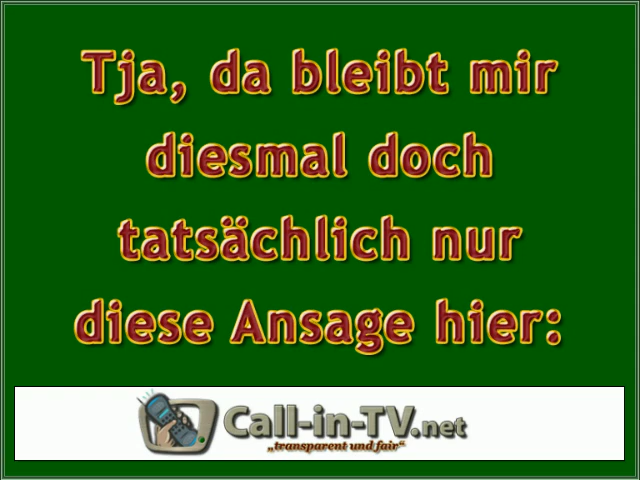 Tja, da bleibt mir
diesmal doch
tatsächlich nur
diese Ansage hier:
Call-in-TV.net
„transparent und fair“